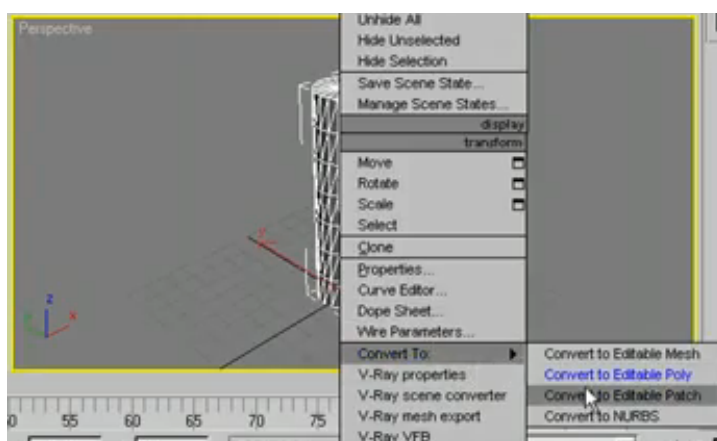 Perspective
Unhide All
Hide Unselected
Hide Selection
Save Scene State...
Manage Scene States...
display
transform
Move
Rotate
Scale
Select
Clone
Properties...
Curve Editor...
Dope Sheet...
Wire Parameters...
Convert To:
V-Ray properties
V-Ray scene converter
V-Ray mesh export
V-Ray VFB
Convert to Editable Mesh
Convert to Editable Poly
Convert to Editable Patch
Convert to NURBS
y
z
x
55 60 65 70 75